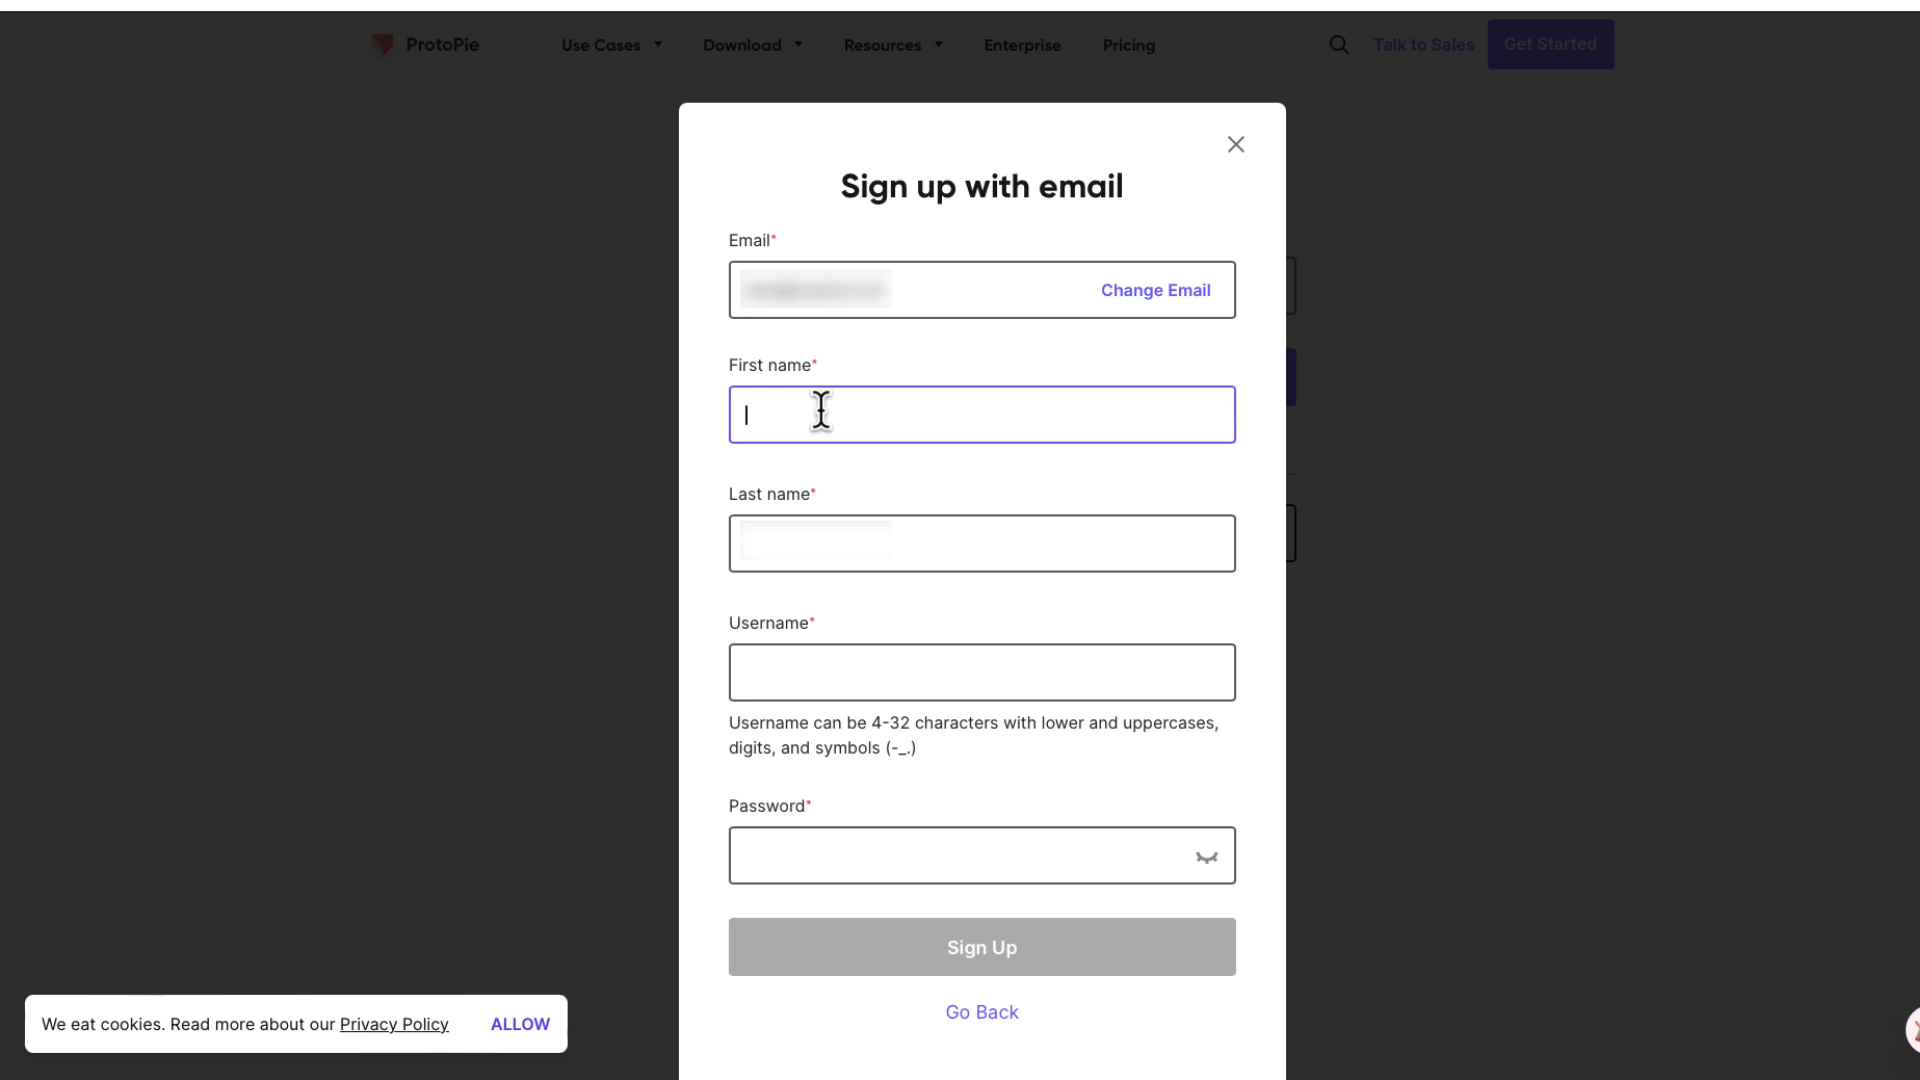 ProtoPie
Use Cases
Download
Resources
Enterprise
Pricing
Talk to Sales
Get Started
Sign up with email
Email*
Change Email
First name*
Last name*
Username*
Username can be 4-32 characters with lower and uppercases,
digits, and symbols (-_.)
Password*
Sign Up
Go Back
We eat cookies. Read more about our Privacy Policy
ALLOW